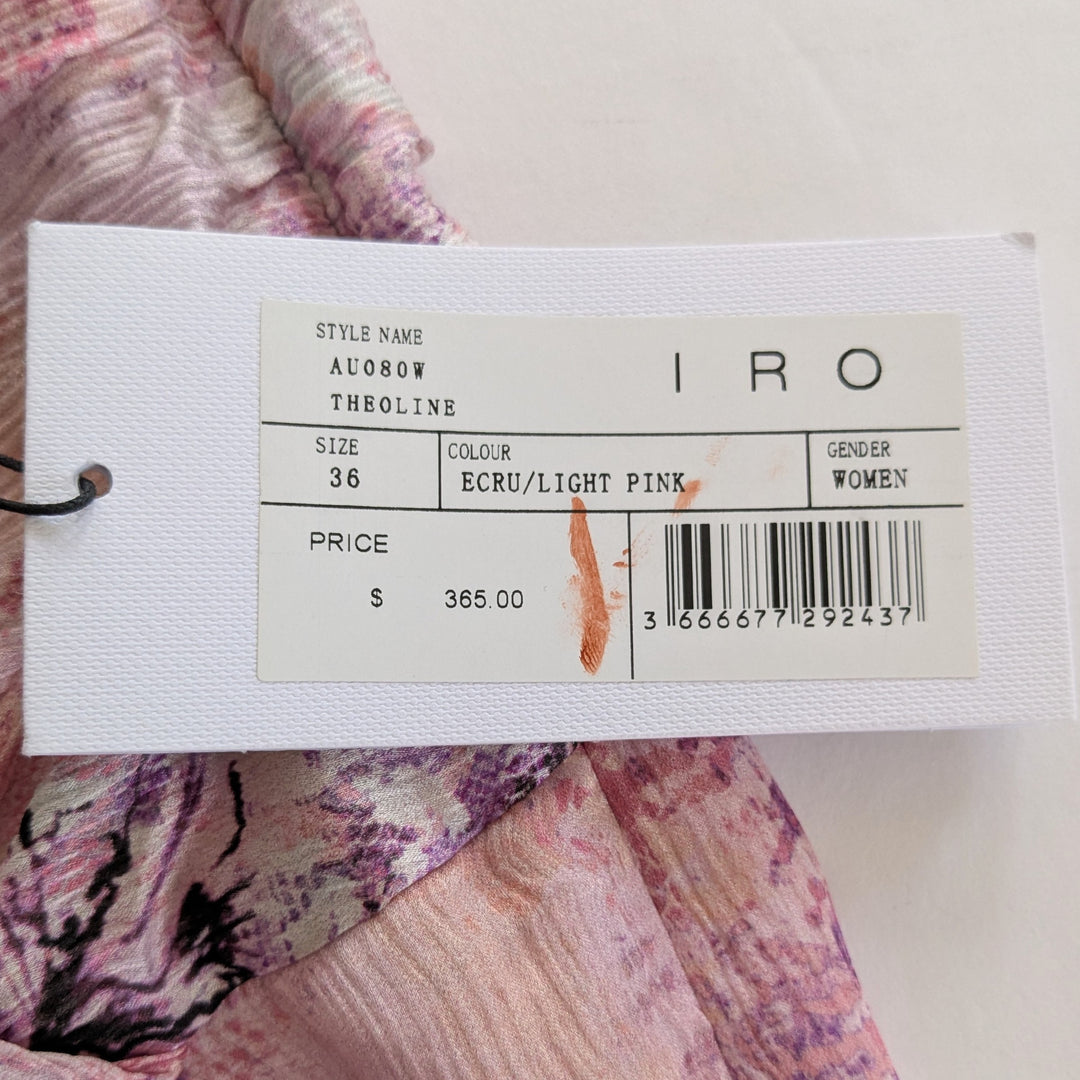 STYLE NAME
AU080W
THEOLINE
I R O
SIZE
36
COLOUR
ECRU/LIGHT PINK
GENDER
WOMEN
PRICE
$ 365.00
3 666677 292437